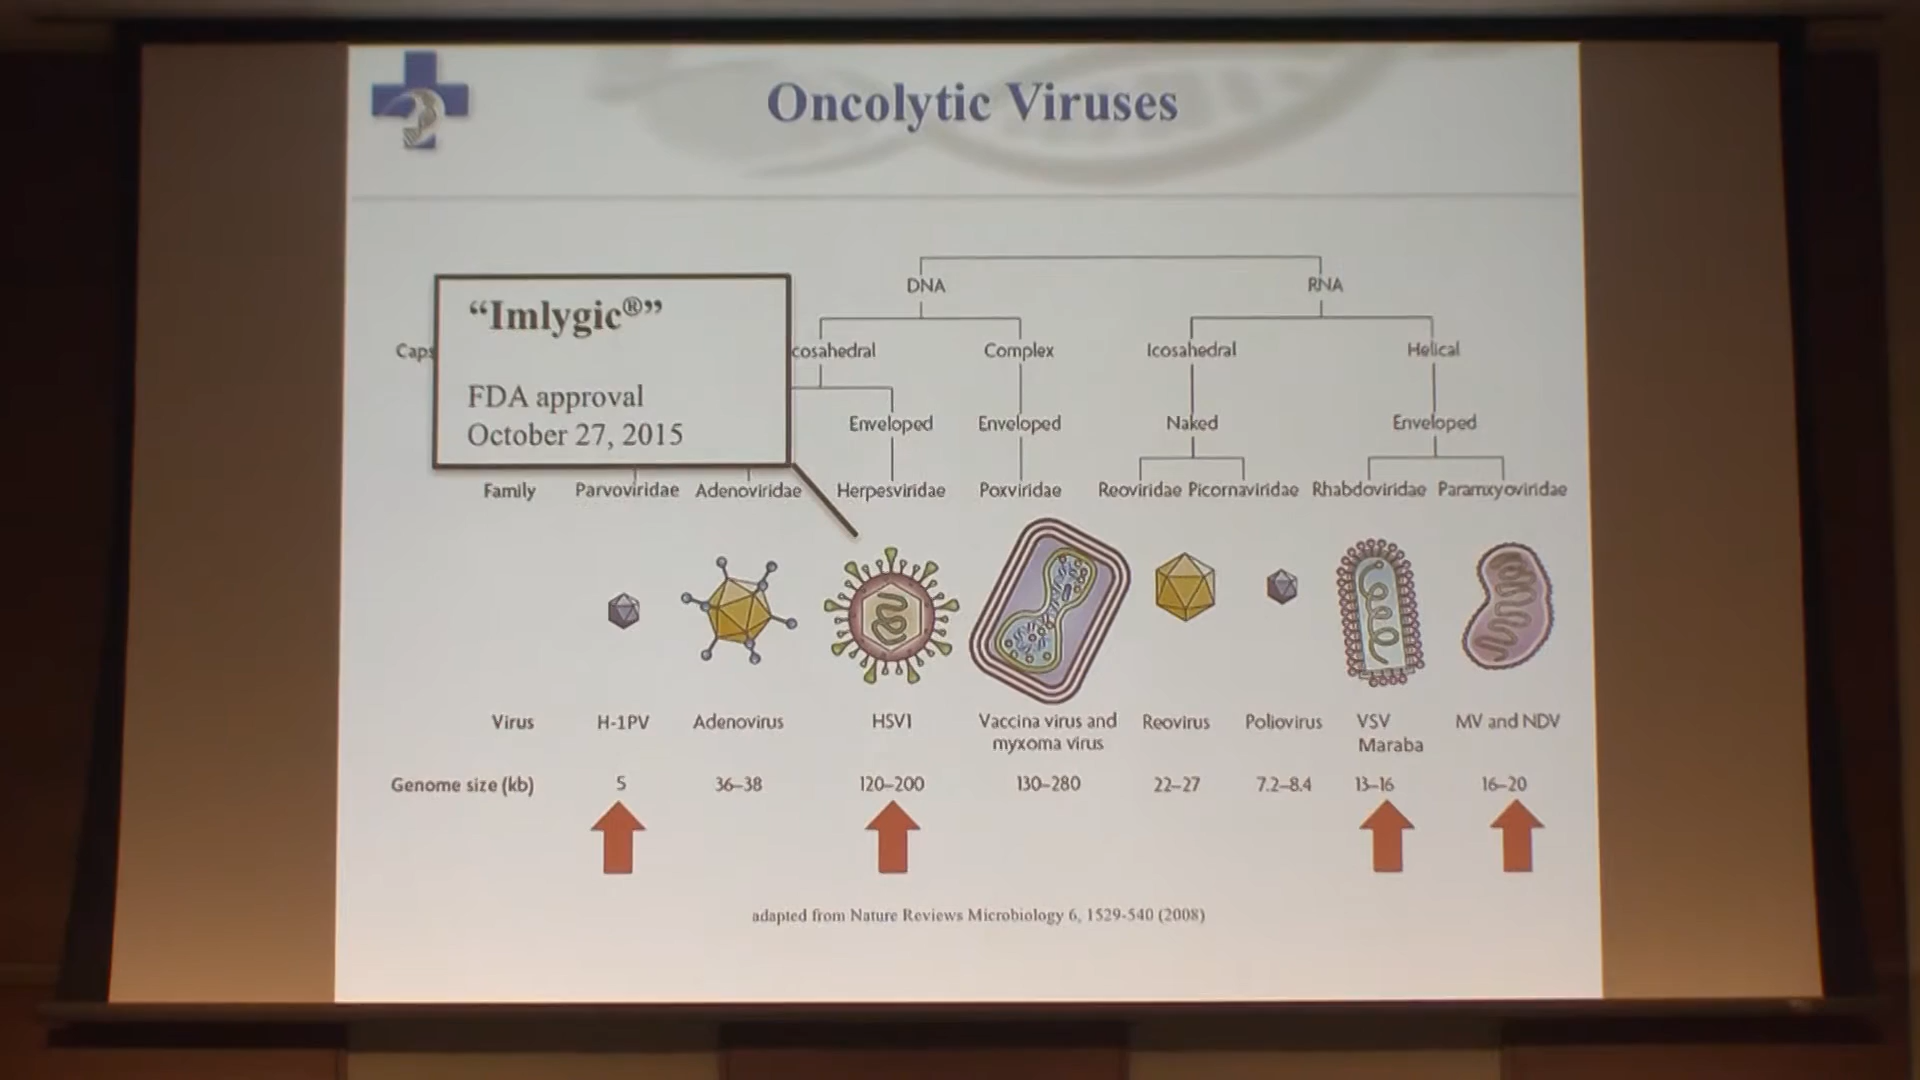 Oncolytic Viruses
DNA RNA
“Imlygic®”
FDA approval
October 27, 2015
Caps cosahedral Complex Icosahedral Helical
Enveloped Enveloped Naked Enveloped
Family Parvoviridae Adenoviridae Herpesviridae Poxviridae Reoviridae Picornaviridae Rhabdoviridae Paramxyoviridae
Virus H-1PV Adenovirus HSV1 Vaccina virus and Reovirus Poliovirus VSV MV and NDV
myxoma virus Maraba
Genome size (kb) 5 36–38 120–200 130–280 22–27 7.2–8.4 13–16 16–20
adapted from Nature Reviews Microbiology 6, 1529-540 (2008)